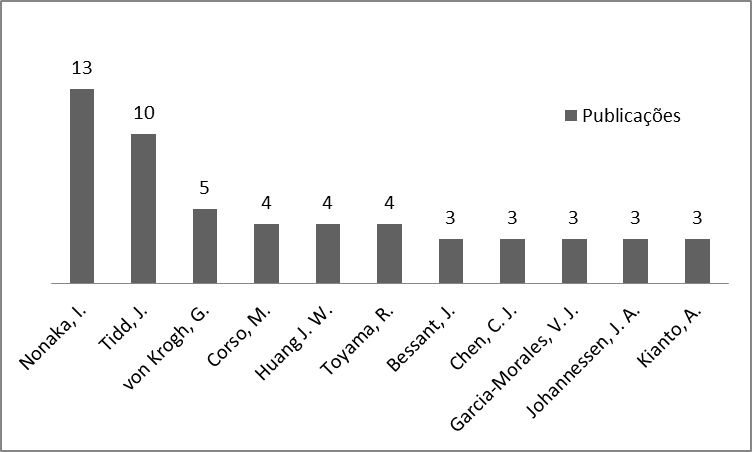 13
10
5
4
4
4
3
3
3
3
3
Publicações
Nonaka, I.
Tidd, J.
von Krogh, G.
Corso, M.
Huang J. W.
Toyama, R.
Bessant, J.
Chen, C. J.
Garcia-Morales, V. J.
Johannessen, J. A.
Kianto, A.